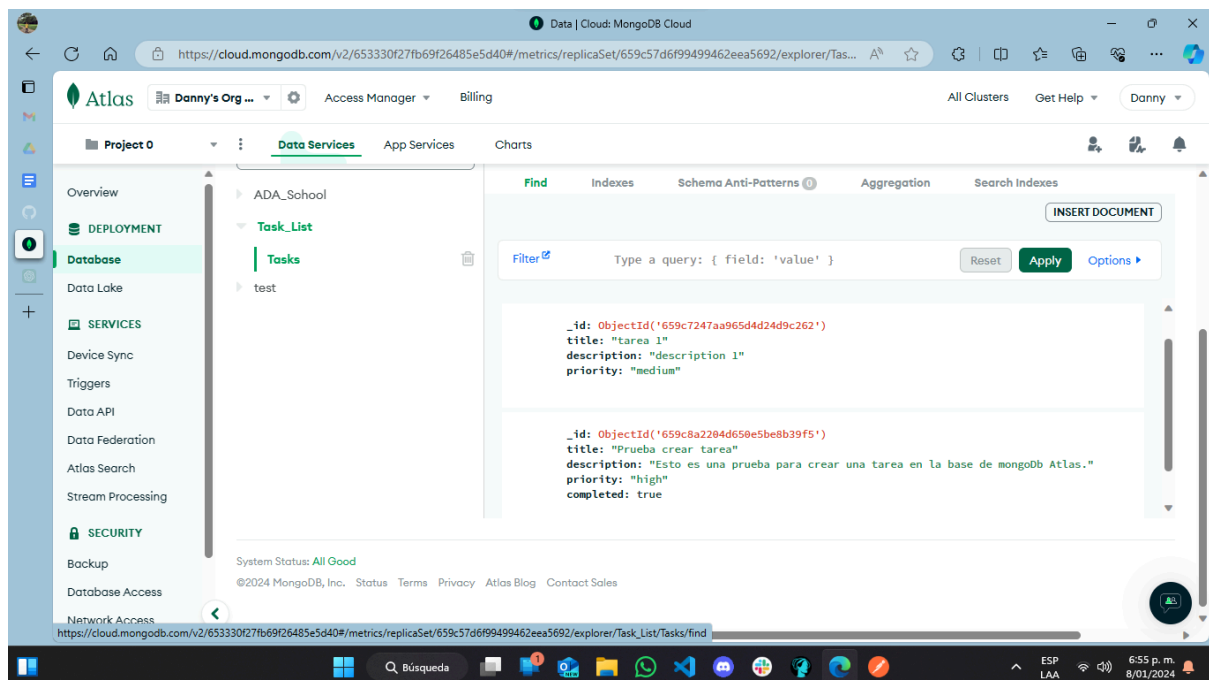 Data | Cloud: MongoDB Cloud
https://cloud.mongodb.com/v2/653330f27fb69f26485e5d40#/metrics/replicaSet/659c57d6f99499462eea5692/explorer/Tas...
Atlas
Danny's Org ...
Access Manager
Billing
All Clusters
Get Help
Danny
Project 0
Data Services
App Services
Charts
Overview
DEPLOYMENT
Database
Data Lake
SERVICES
Device Sync
Triggers
Data API
Data Federation
Atlas Search
Stream Processing
SECURITY
Backup
Database Access
Network Access
ADA_School
Task_List
Tasks
test
Find
Indexes
Schema Anti-Patterns 0
Aggregation
Search Indexes
INSERT DOCUMENT
Filter
Type a query: { field: 'value' }
Reset
Apply
Options
_id: ObjectId('659c7247aa965d4d24d9c262')
title: "tarea 1"
description: "description 1"
priority: "medium"
_id: ObjectId('659c8a2204d650e5be8b39f5')
title: "Prueba crear tarea"
description: "Esto es una prueba para crear una tarea en la base de mongoDb Atlas."
priority: "high"
completed: true
System Status: All Good
©2024 MongoDB, Inc. Status Terms Privacy Atlas Blog Contact Sales
https://cloud.mongodb.com/v2/653330f27fb69f26485e5d40#/metrics/replicaSet/659c57d6f99499462eea5692/explorer/Task_List/Tasks/find
Búsqueda
1
NEW
ESP
LAA
6:55 p. m.
8/01/2024